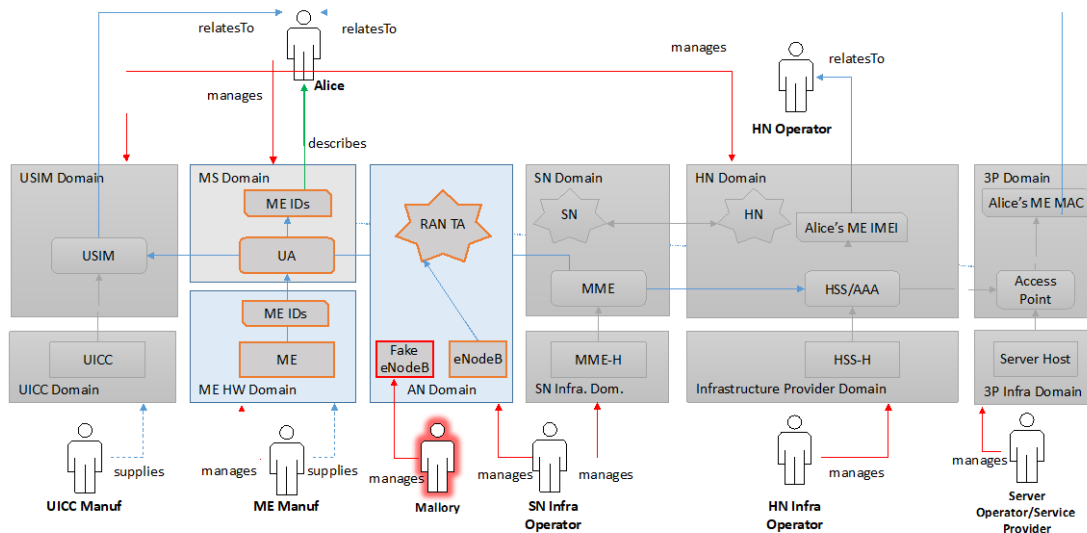 relatesTo
relatesTo
manages
relatesTo
manages
Alice
HN Operator
describes
USIM Domain
MS Domain
SN Domain
HN Domain
3P Domain
ME IDs
RAN TA
SN
HN
Alice's ME IMEI
Alice's ME MAC
USIM
UA
MME
HSS/AAA
Access
Point
ME IDs
UICC
ME
Fake
eNodeB
eNodeB
MME-H
HSS-H
Server Host
UICC Domain
ME HW Domain
AN Domain
SN Infra. Dom.
Infrastructure Provider Domain
3P Infra Domain
supplies
manages
supplies
manages
manages
manages
manages
manages
UICC Manuf
ME Manuf
Mallory
SN Infra
Operator
HN Infra
Operator
Server
Operator/Service
Provider